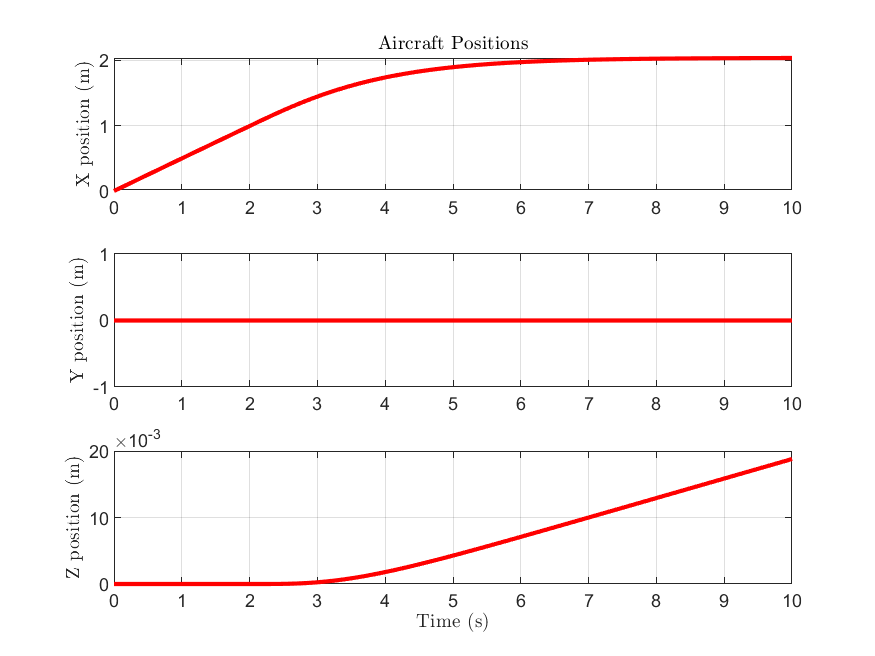 Aircraft Positions
X position (m)
2
1
0
0 1 2 3 4 5 6 7 8 9 10
Y position (m)
1
0
-1
0 1 2 3 4 5 6 7 8 9 10
×10⁻³
Z position (m)
20
10
0
0 1 2 3 4 5 6 7 8 9 10
Time (s)